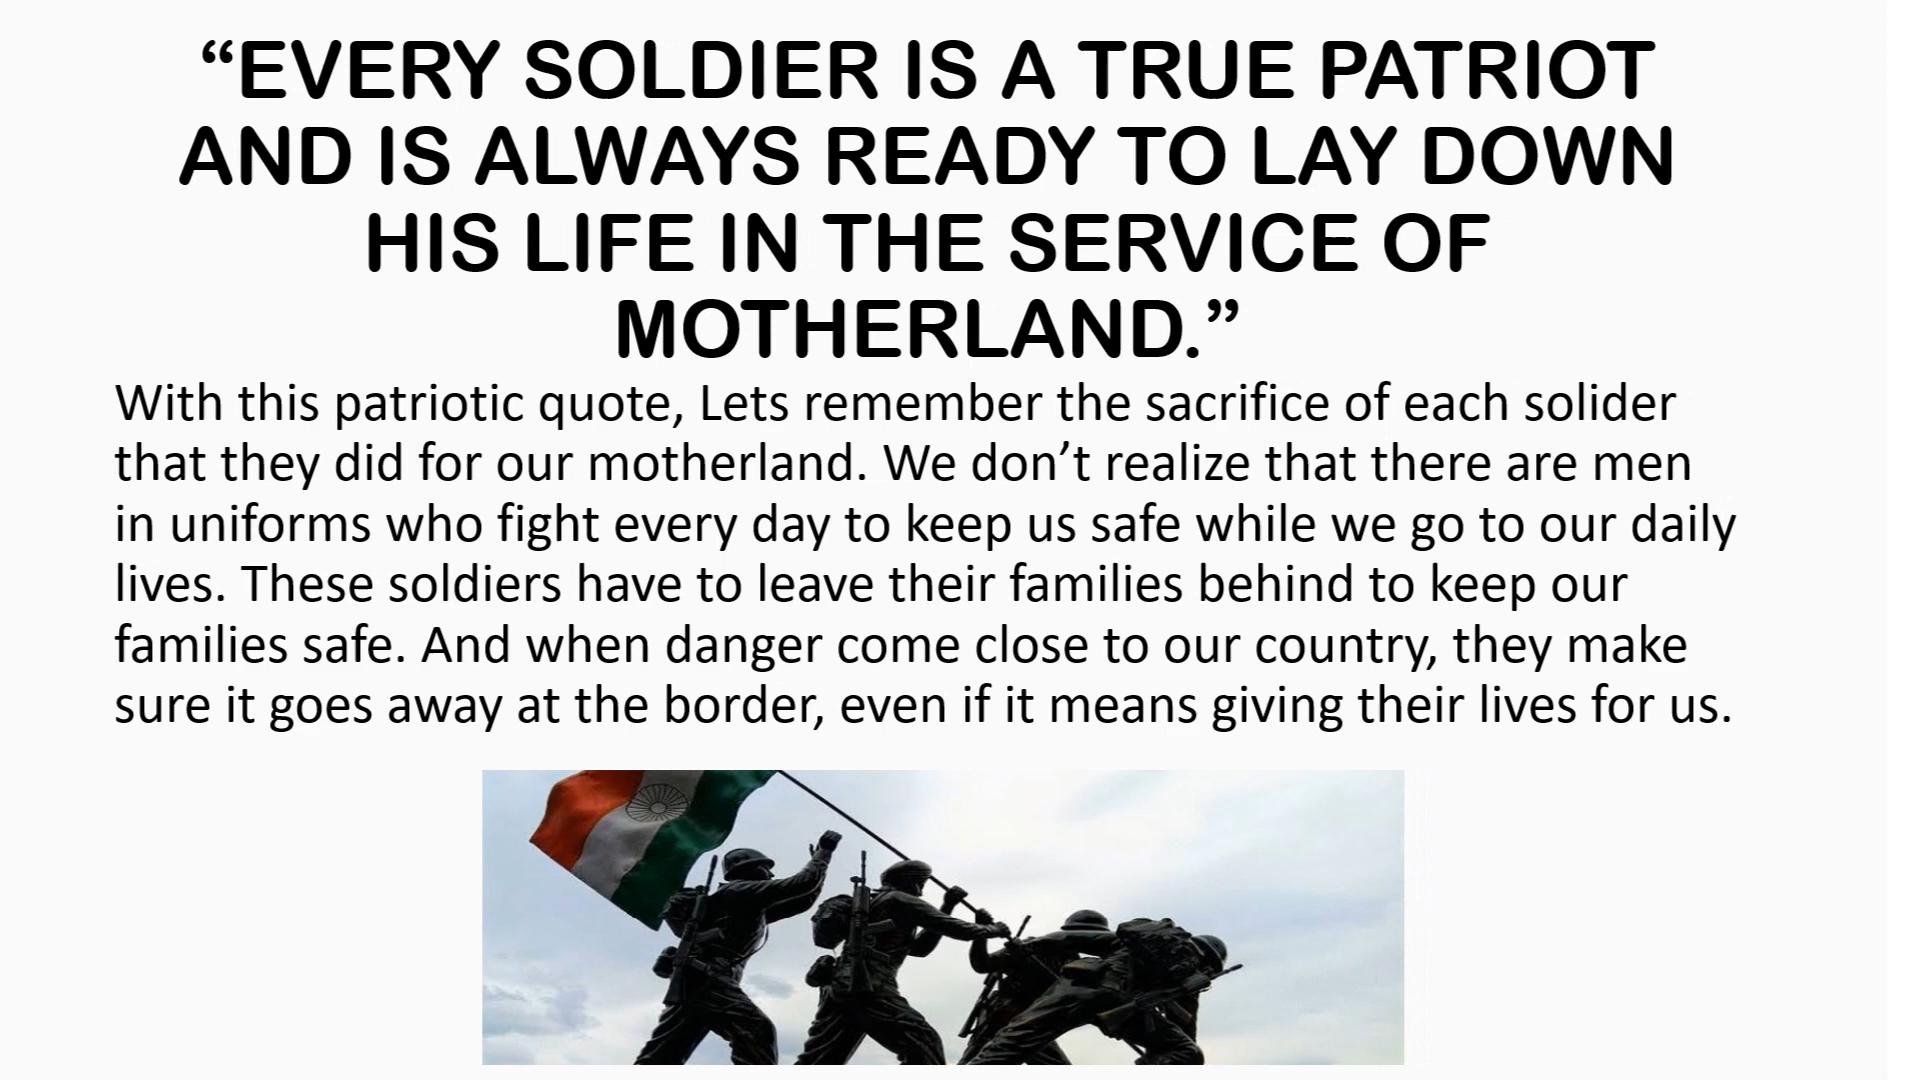 “EVERY SOLDIER IS A TRUE PATRIOT
AND IS ALWAYS READY TO LAY DOWN
HIS LIFE IN THE SERVICE OF
MOTHERLAND.”
With this patriotic quote, Lets remember the sacrifice of each solider
that they did for our motherland. We don’t realize that there are men
in uniforms who fight every day to keep us safe while we go to our daily
lives. These soldiers have to leave their families behind to keep our
families safe. And when danger come close to our country, they make
sure it goes away at the border, even if it means giving their lives for us.